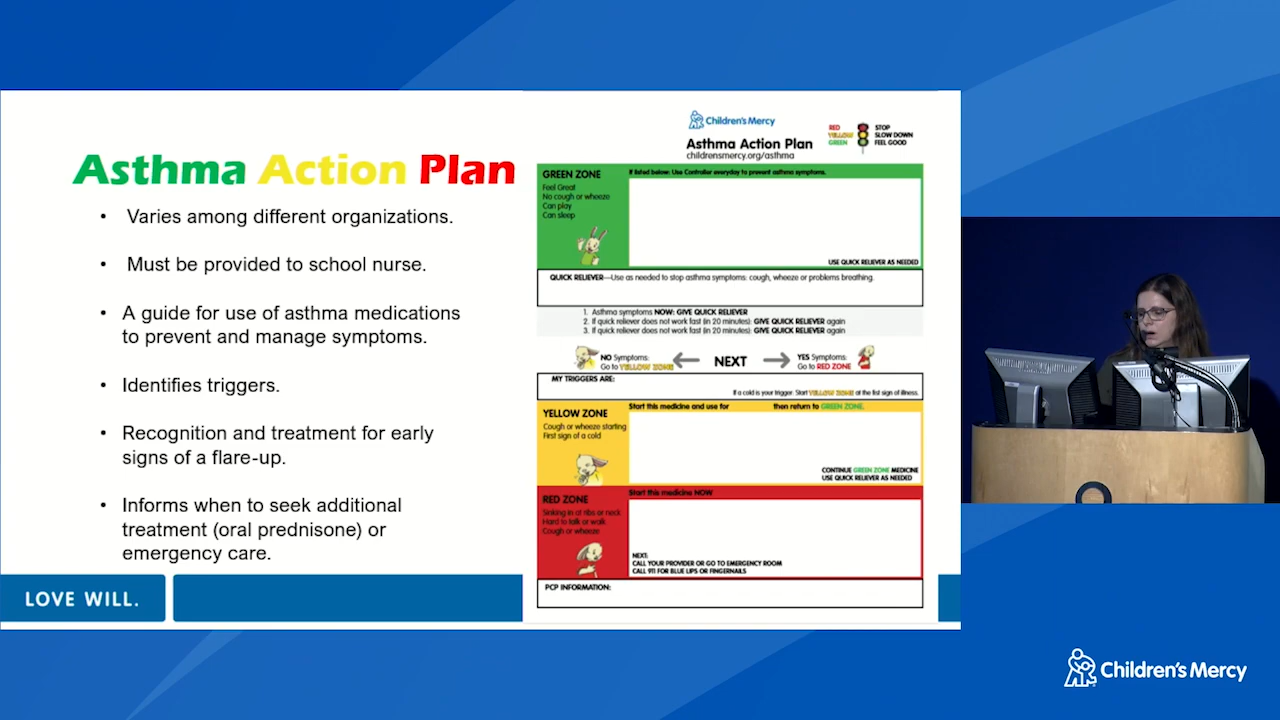 Asthma Action Plan
• Varies among different organizations.
• Must be provided to school nurse.
• A guide for use of asthma medications
to prevent and manage symptoms.
• Identifies triggers.
• Recognition and treatment for early
signs of a flare-up.
• Informs when to seek additional
treatment (oral prednisone) or
emergency care.
LOVE WILL.
Children's Mercy
Asthma Action Plan
childrensmercy.org/asthma
RED STOP
YELLOW SLOW DOWN
GREEN FEEL GOOD
GREEN ZONE
Feel Great
No cough or wheeze
Can play
Can sleep
If listed below: Use Controller everyday to prevent asthma symptoms.
USE QUICK RELIEVER AS NEEDED
QUICK RELIEVER—Use as needed to stop asthma symptoms: cough, wheeze or problems breathing.
1. Asthma symptoms NOW: GIVE QUICK RELIEVER
2. If quick reliever does not work fast (in 20 minutes): GIVE QUICK RELIEVER again
3. If quick reliever does not work fast (in 20 minutes): GIVE QUICK RELIEVER again
NO Symptoms:
Go to YELLOW ZONE
NEXT
YES Symptoms:
Go to RED ZONE
MY TRIGGERS ARE:
If a cold is your trigger: Start YELLOW ZONE at the first sign of illness.
YELLOW ZONE
Cough or wheeze starting
First sign of a cold
Start this medicine and use for then return to GREEN ZONE.
CONTINUE GREEN ZONE MEDICINE
USE QUICK RELIEVER AS NEEDED
RED ZONE
Sinking in at ribs or neck
Hard to talk or walk
Cough or wheeze
Start this medicine NOW
NEXT:
CALL YOUR PROVIDER OR GO TO EMERGENCY ROOM
CALL 911 FOR BLUE LIPS OR FINGERNAILS
PCP INFORMATION:
Children's Mercy